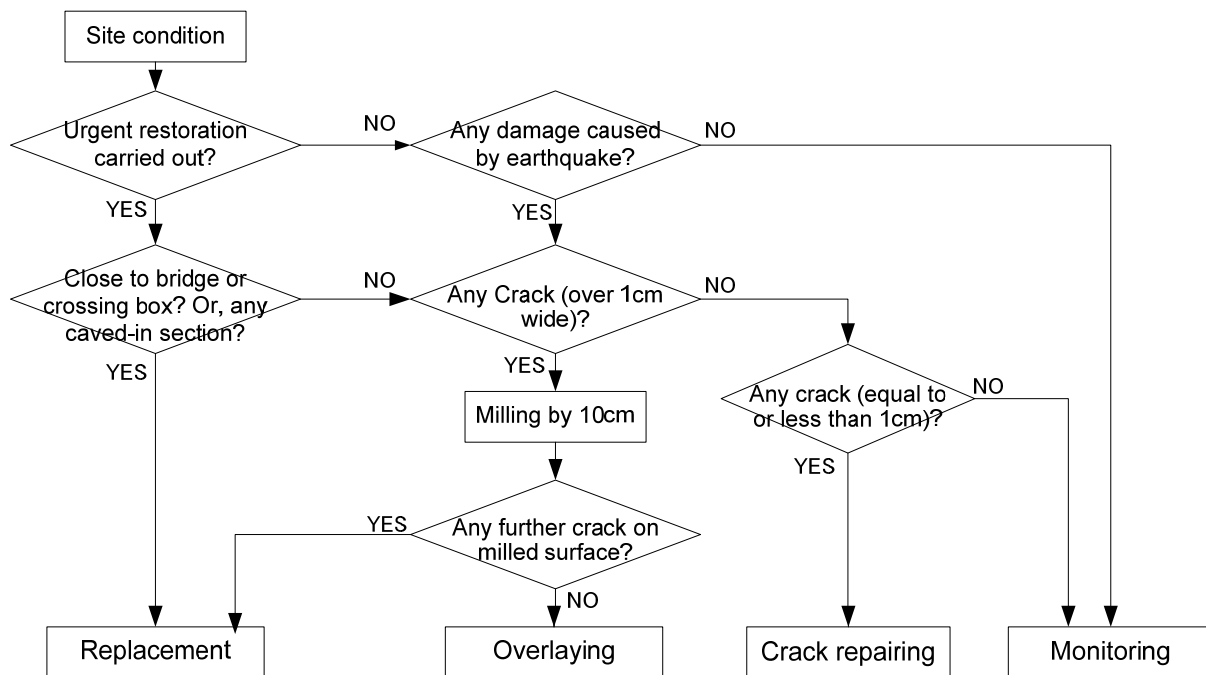 Site condition
Urgent restoration
carried out?
NO
Any damage caused
by earthquake?
NO
YES
YES
Close to bridge or
crossing box? Or, any
caved-in section?
NO
Any Crack (over 1cm
wide)?
NO
YES
YES
Any crack (equal to
or less than 1cm)?
NO
Milling by 10cm
YES
Any further crack on
milled surface?
YES
NO
Replacement
Overlaying
Crack repairing
Monitoring